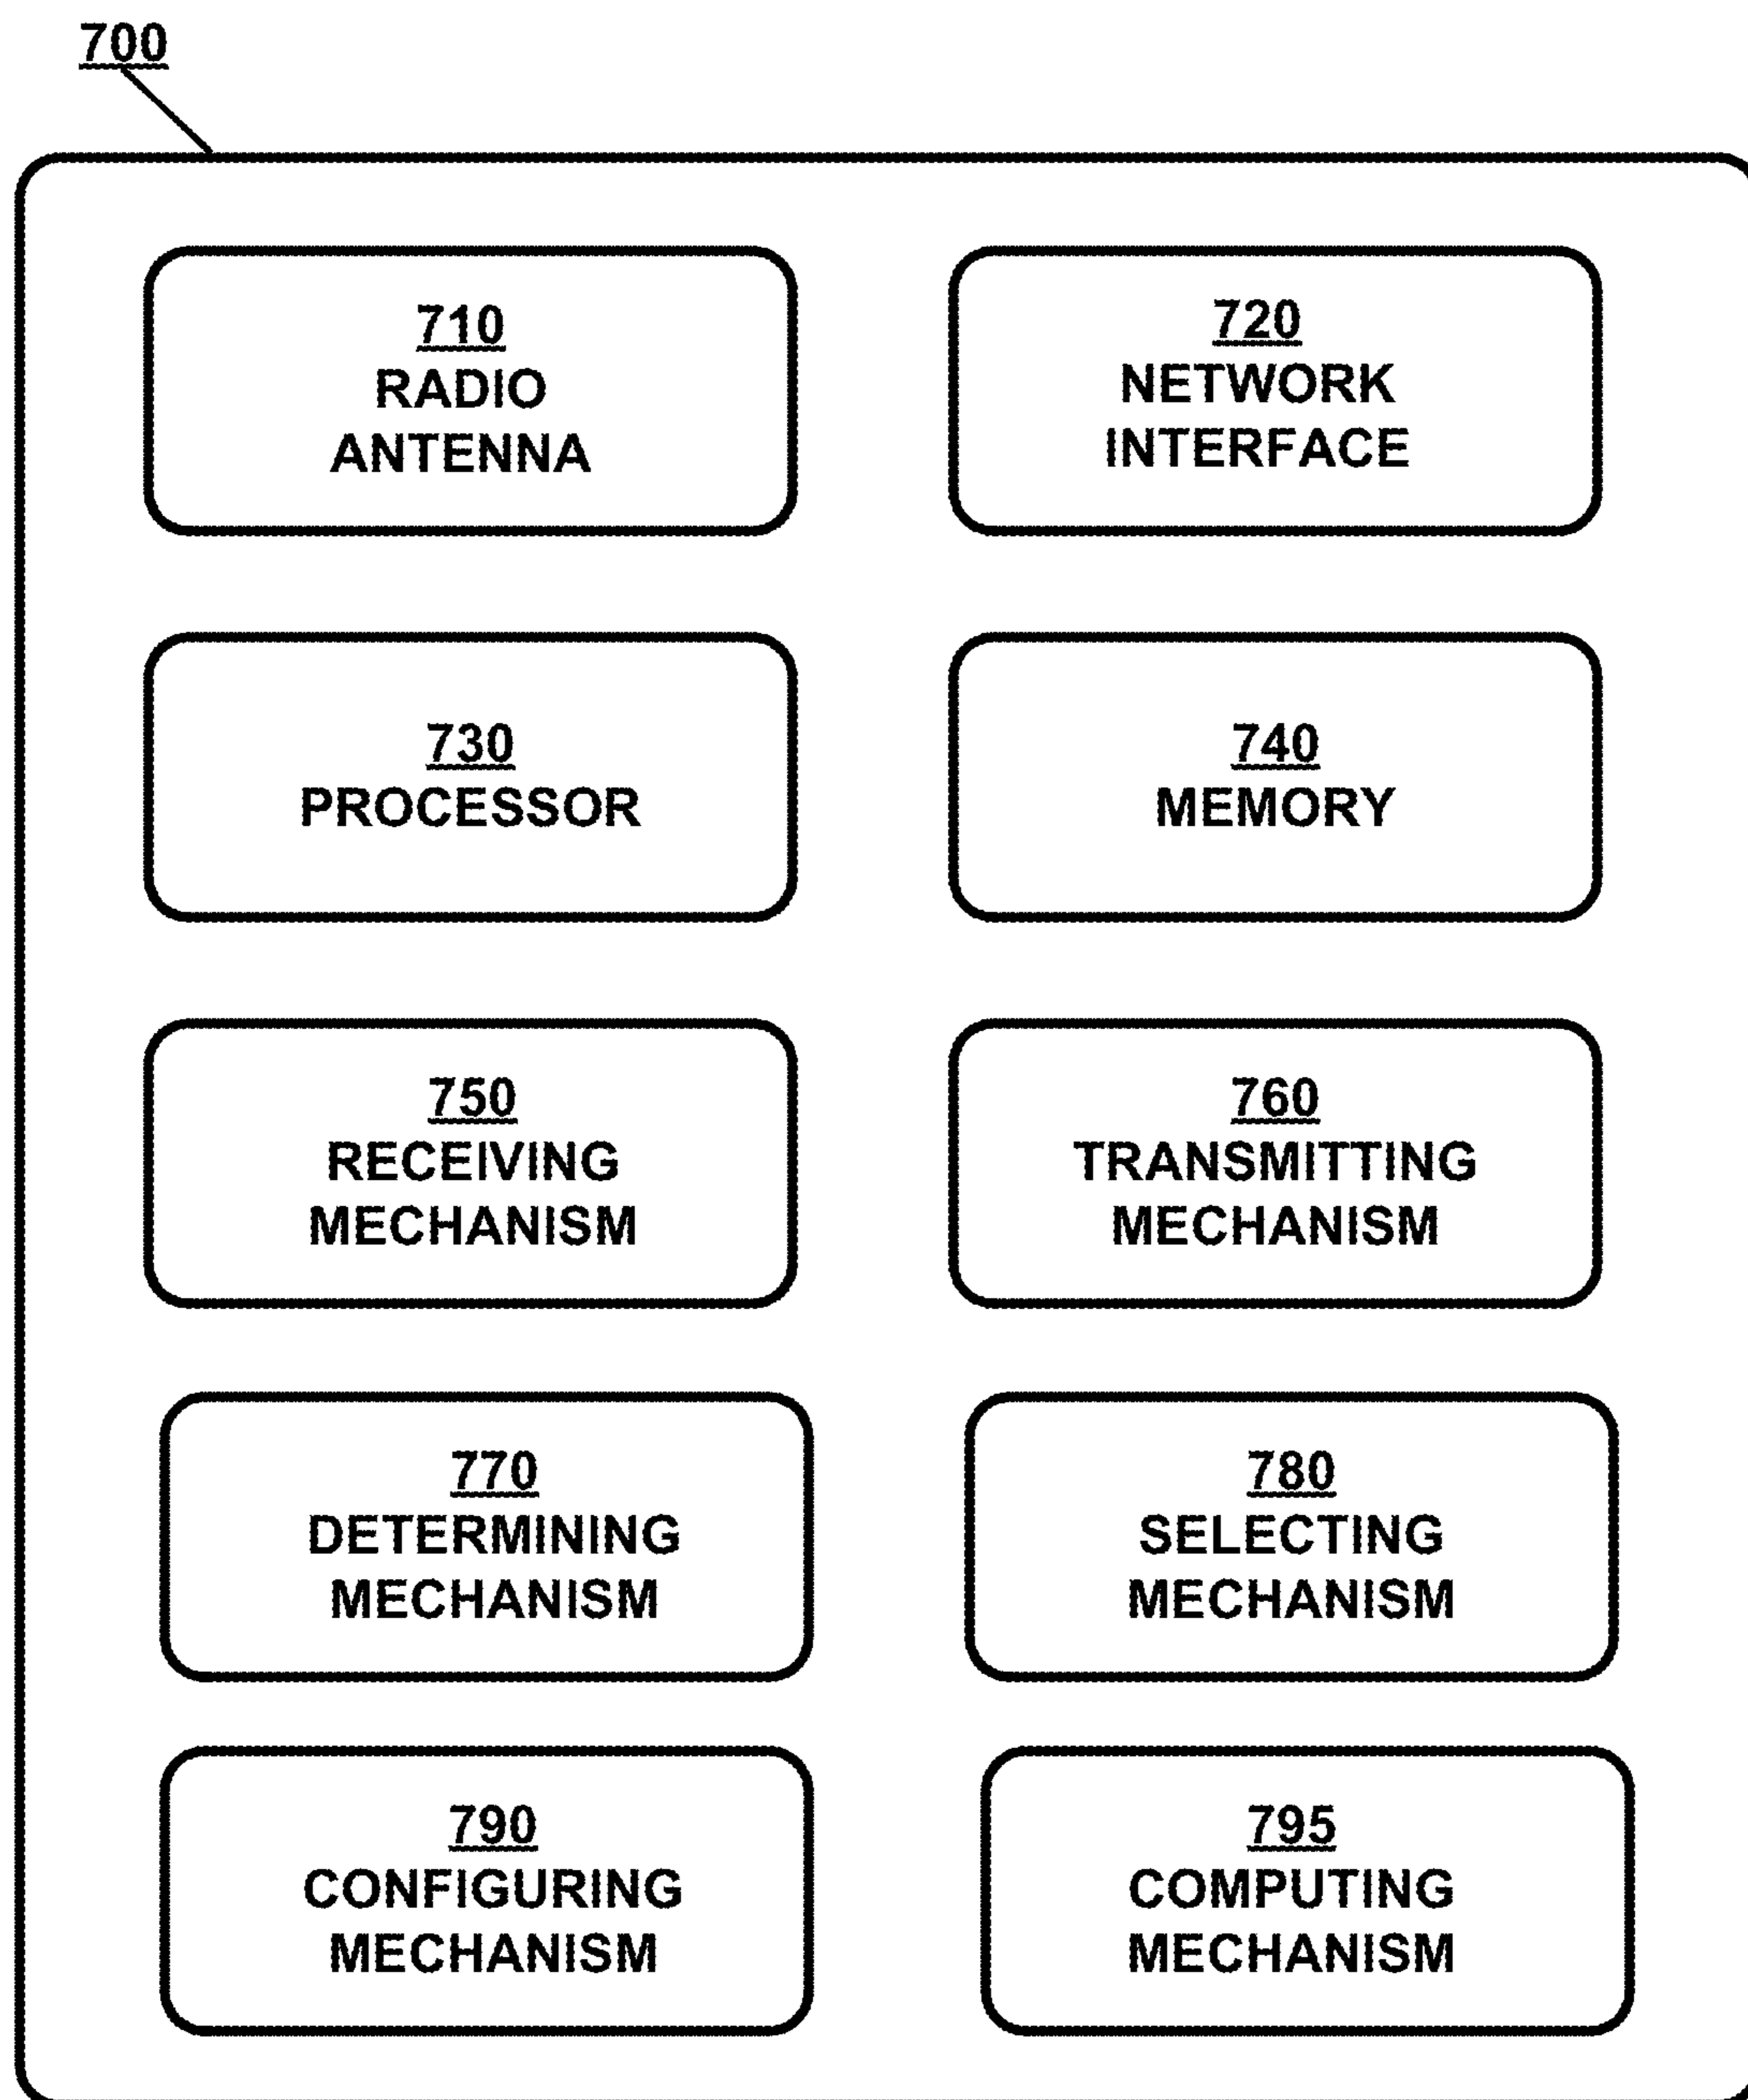 700
710
RADIO
ANTENNA
720
NETWORK
INTERFACE
730
PROCESSOR
740
MEMORY
750
RECEIVING
MECHANISM
760
TRANSMITTING
MECHANISM
770
DETERMINING
MECHANISM
780
SELECTING
MECHANISM
790
CONFIGURING
MECHANISM
795
COMPUTING
MECHANISM